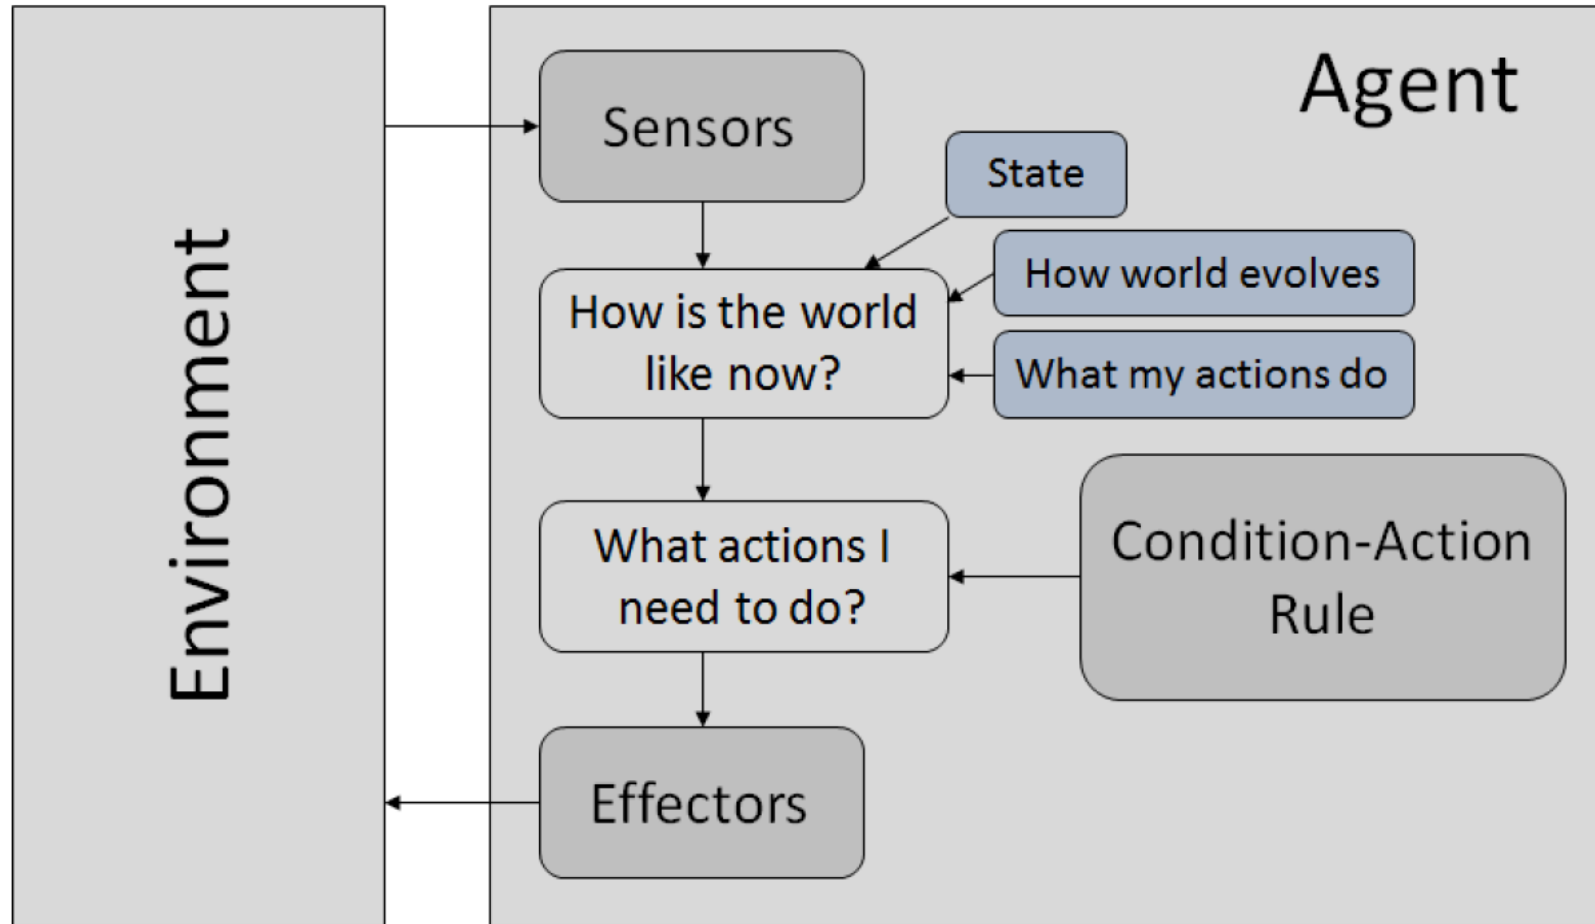 Environment
Agent
Sensors
State
How world evolves
How is the world
like now?
What my actions do
What actions I
need to do?
Condition-Action
Rule
Effectors